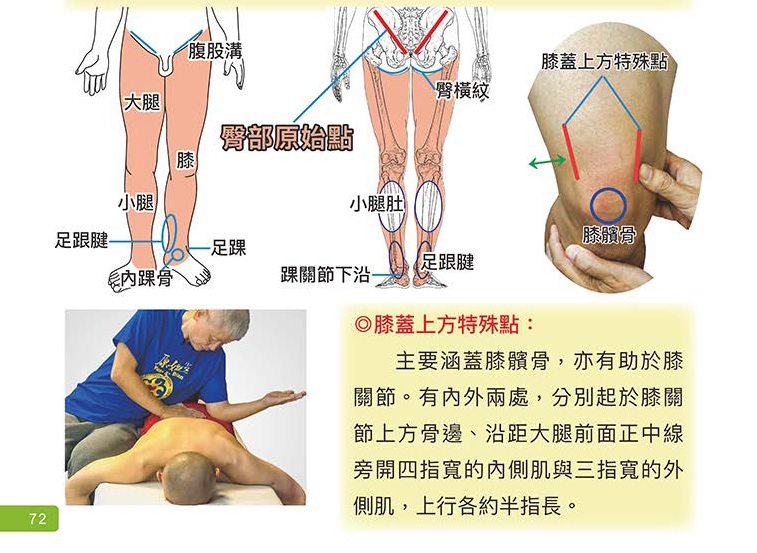 腹股溝
大腿
膝
小腿
足跟腱
足踝
內踝骨
臀部原始點
臀橫紋
小腿肚
踝關節下沿
足跟腱
膝蓋上方特殊點
膝髕骨
◎膝蓋上方特殊點：
主要涵蓋膝髕骨，亦有助於膝
關節。有內外兩處，分別起於膝關
節上方骨邊、沿距大腿前面正中線
旁開四指寬的內側肌與三指寬的外
側肌，上行各約半指長。
72